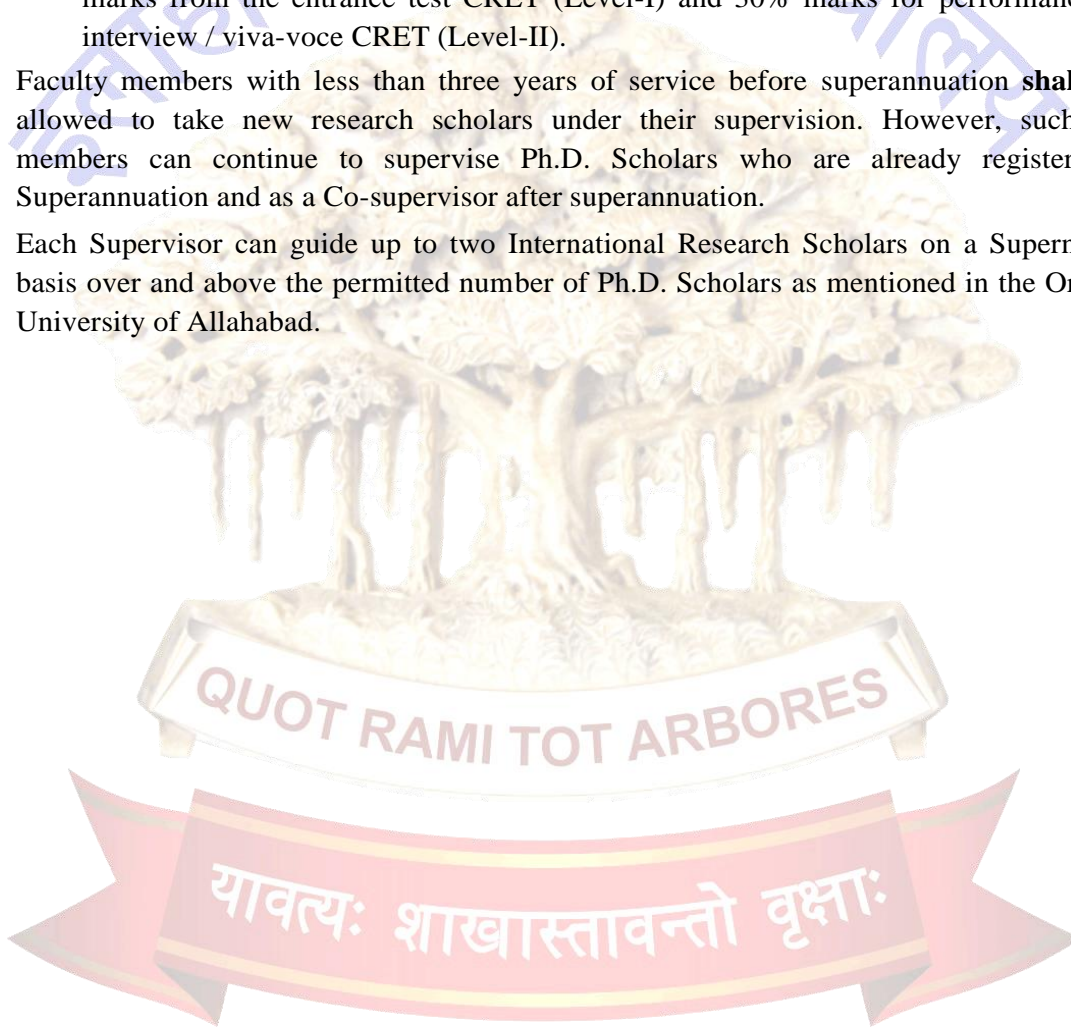 marks from the entrance test CRET (Level-I) and 30% marks for performanc
interview / viva-voce CRET (Level-II).
Faculty members with less than three years of service before superannuation shal
allowed to take new research scholars under their supervision. However, such
members can continue to supervise Ph.D. Scholars who are already register
Superannuation and as a Co-supervisor after superannuation.
Each Supervisor can guide up to two International Research Scholars on a Supern
basis over and above the permitted number of Ph.D. Scholars as mentioned in the Or
University of Allahabad.
QUOT RAMI TOT ARBORES
यावत्यः शाखास्तावन्तो वृक्षाः